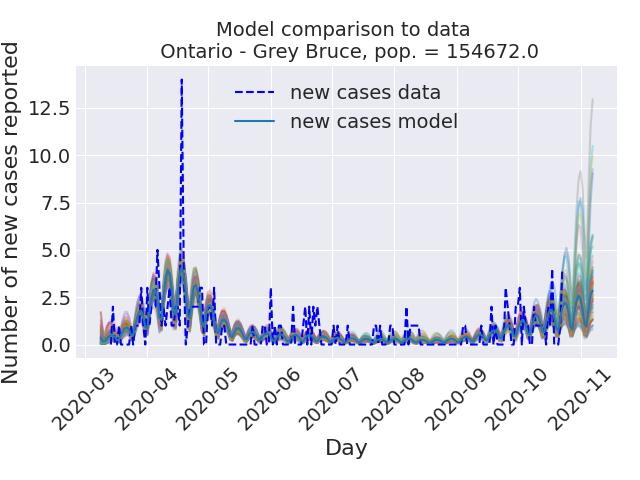 Model comparison to data
Ontario - Grey Bruce, pop. = 154672.0
Number of new cases reported
12.5
10.0
7.5
5.0
2.5
0.0
new cases data
new cases model
2020-03
2020-04
2020-05
2020-06
2020-07
2020-08
2020-09
2020-10
2020-11
Day